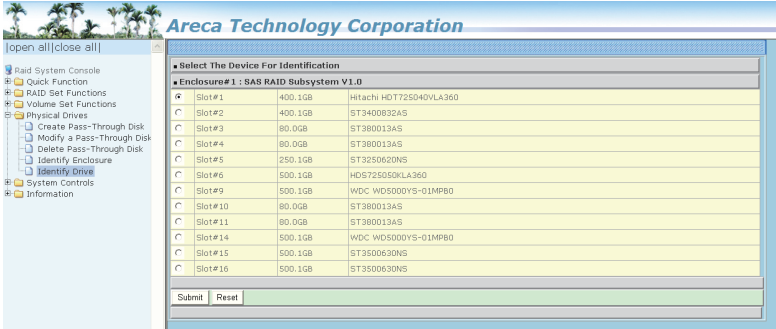 Areca Technology Corporation
|open all|close all|
Raid System Console
Quick Function
RAID Set Functions
Volume Set Functions
Physical Drives
Create Pass-Through Disk
Modify a Pass-Through Disk
Delete Pass-Through Disk
Identify Enclosure
Identify Drive
System Controls
Information
Select The Device For Identification
Enclosure#1 : SAS RAID Subsystem V1.0
Slot#1 400.1GB Hitachi HDT725040VLA360
Slot#2 400.1GB ST3400832AS
Slot#3 80.0GB ST380013AS
Slot#4 80.0GB ST380013AS
Slot#5 250.1GB ST3250620NS
Slot#6 500.1GB HDS725050KLA360
Slot#9 500.1GB WDC WD5000YS-01MPB0
Slot#10 80.0GB ST380013AS
Slot#11 80.0GB ST380013AS
Slot#14 500.1GB WDC WD5000YS-01MPB0
Slot#15 500.1GB ST3500630NS
Slot#16 500.1GB ST3500630NS
Submit Reset